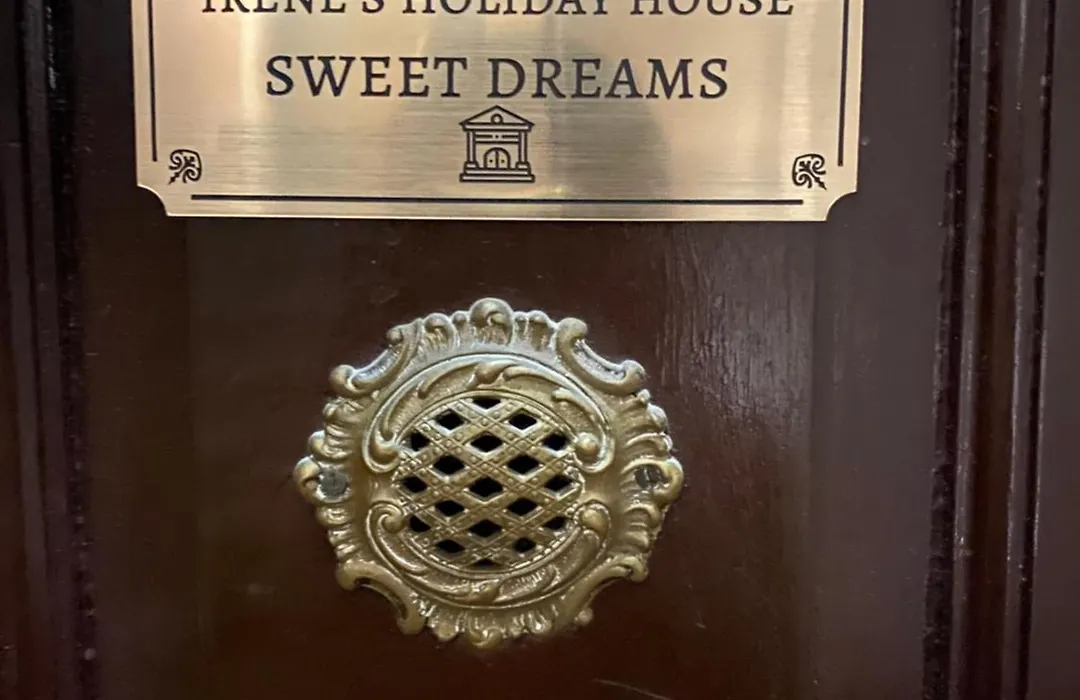 IRENE'S HOLIDAY HOUSE
SWEET DREAMS